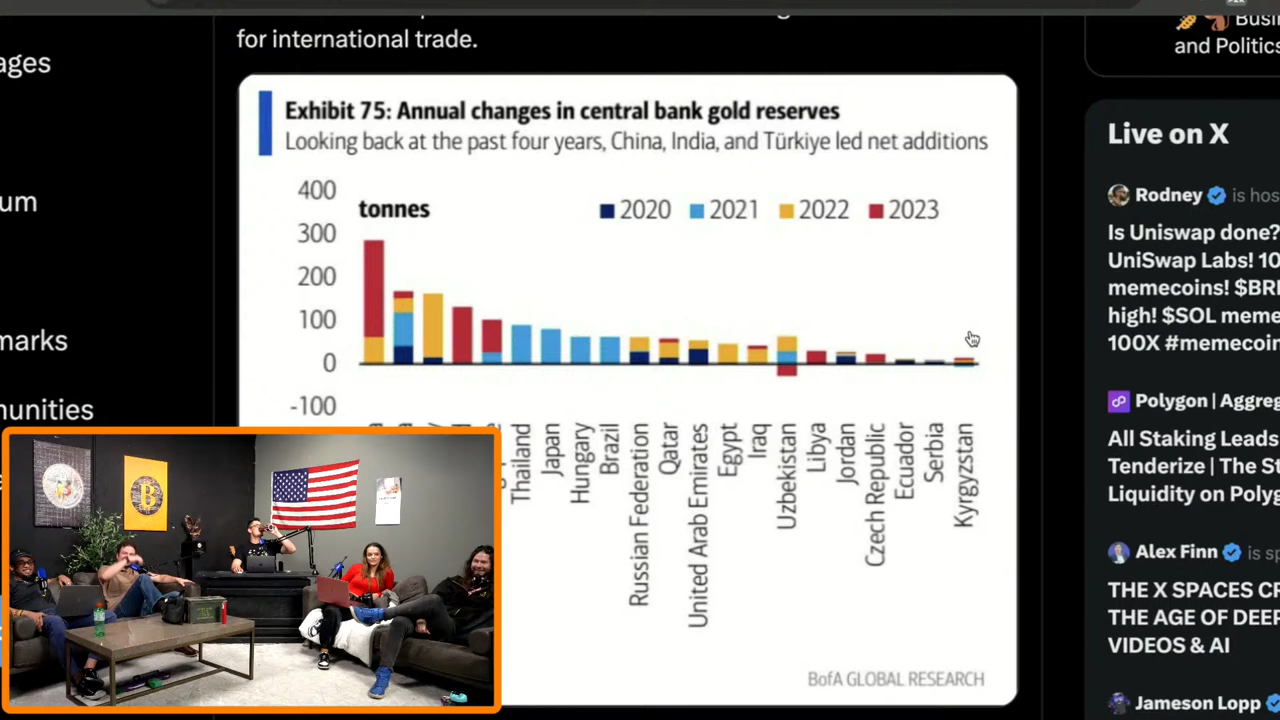 for international trade.
Exhibit 75: Annual changes in central bank gold reserves
Looking back at the past four years, China, India, and Türkiye led net additions
400
300
200
100
0
-100
tonnes
2020 2021 2022 2023
Thailand
Japan
Hungary
Brazil
Russian Federation
Qatar
United Arab Emirates
Egypt
Iraq
Uzbekistan
Libya
Jordan
Czech Republic
Ecuador
Serbia
Kyrgyzstan
BofA GLOBAL RESEARCH
ages
um
marks
munities
and Politics
Live on X
Rodney is hos
Is Uniswap done?
UniSwap Labs! 10
memecoins! $BR
high! $SOL meme
100X #memecoin
Polygon | Aggreg
All Staking Leads
Tenderize | The St
Liquidity on Polyg
Alex Finn is sp
THE X SPACES CR
THE AGE OF DEEP
VIDEOS & AI
Jameson Lopp